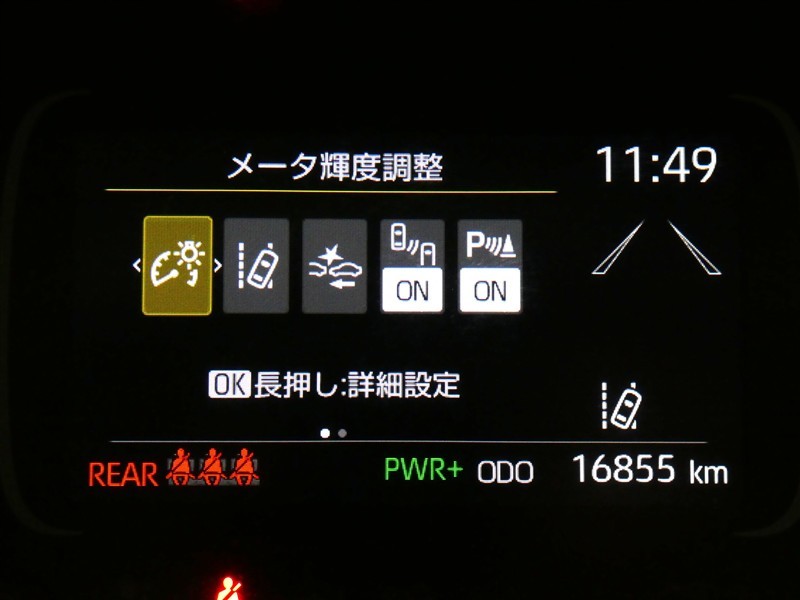 メータ輝度調整
11:49
ON
P
ON
OK長押し:詳細設定
REAR
PWR+
ODO
16855 km